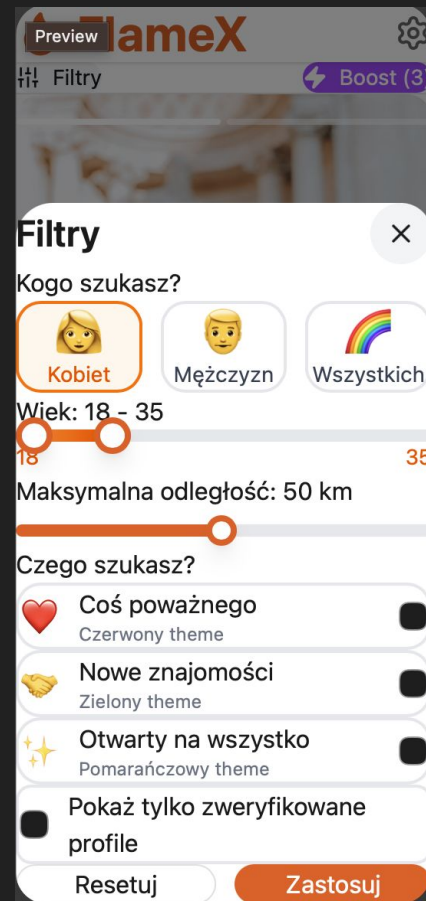 Preview
FlameX
Filtry
Boost (3)
Filtry
Kogo szukasz?
Kobiet
Mężczyzn
Wszystkich
Wiek: 18 - 35
18
35
Maksymalna odległość: 50 km
Czego szukasz?
Coś poważnego
Czerwony theme
Nowe znajomości
Zielony theme
Otwarty na wszystko
Pomarańczowy theme
Pokaż tylko zweryfikowane
profile
Resetuj
Zastosuj